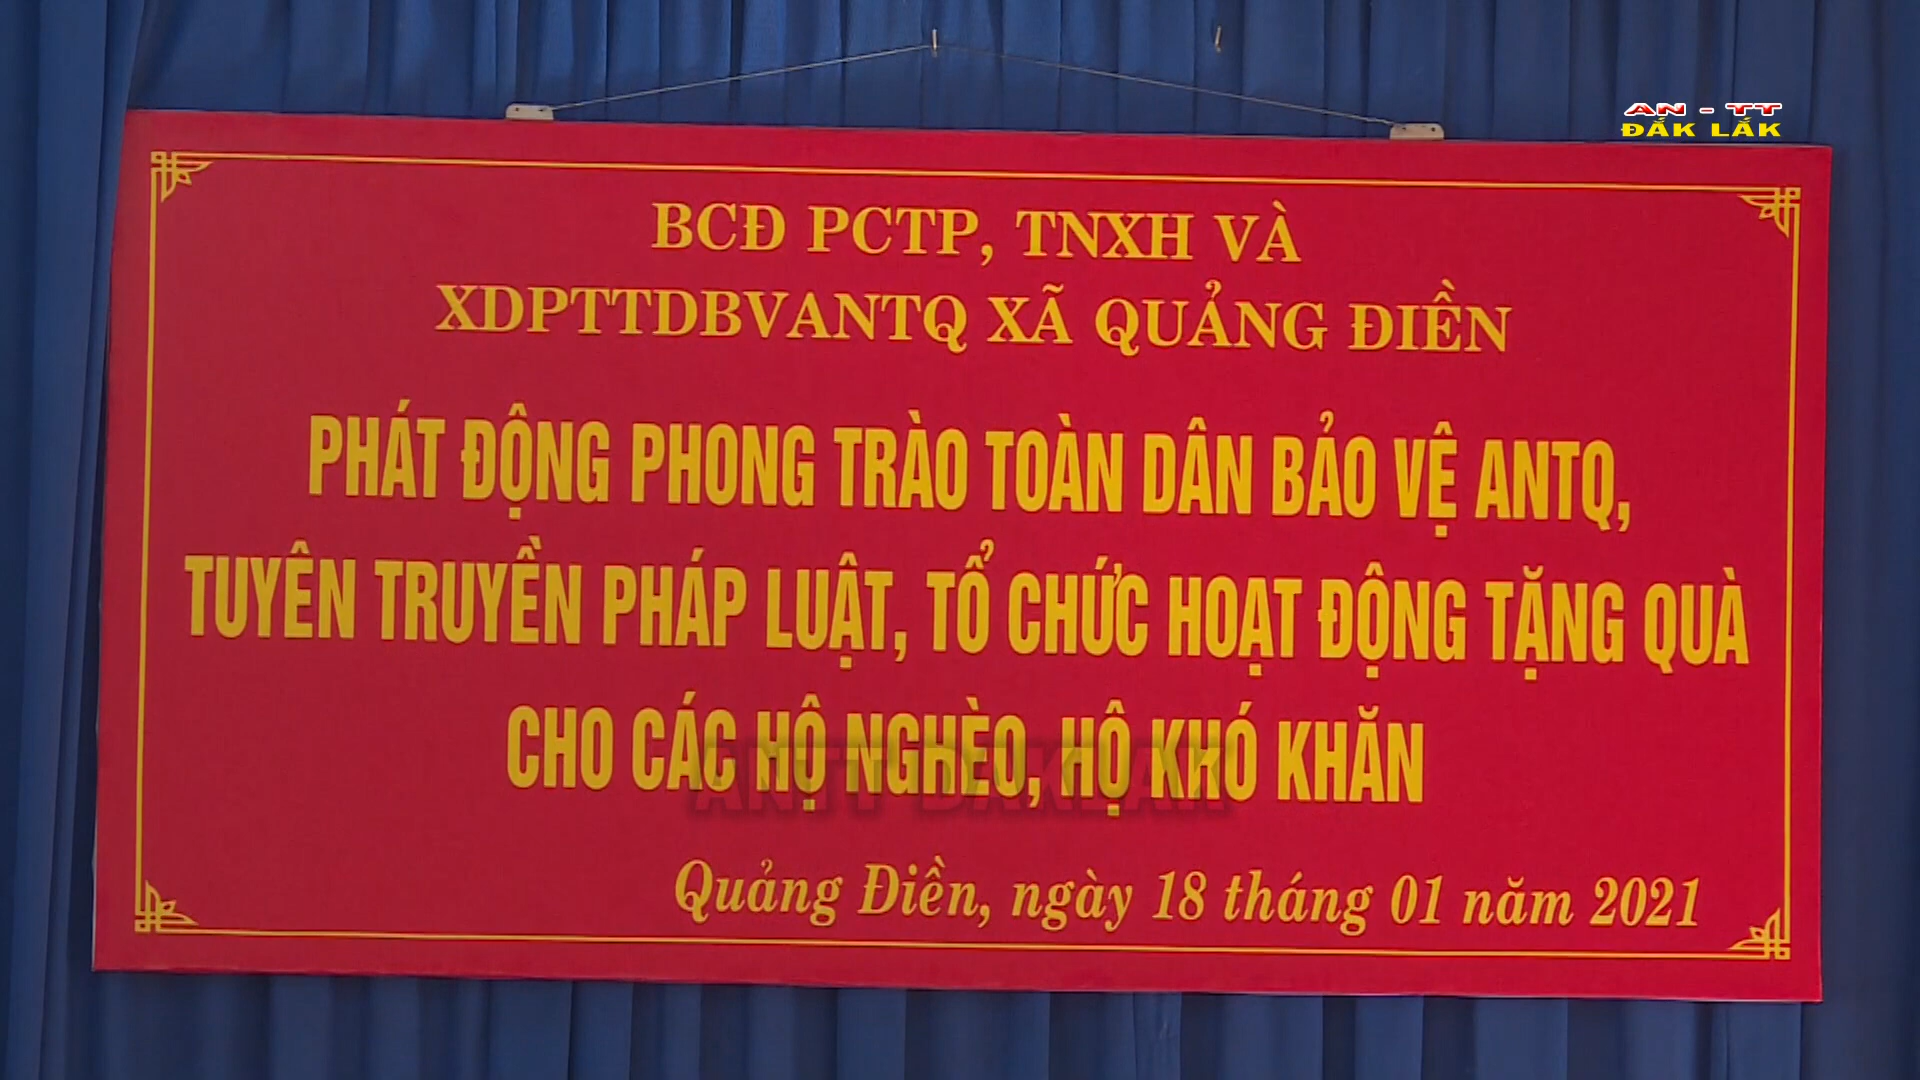 AN - TT
ĐẮK LẮK
BCĐ PCTP, TNXH VÀ
XDPTTDBVANTQ XÃ QUẢNG ĐIỀN
PHÁT ĐỘNG PHONG TRÀO TOÀN DÂN BẢO VỆ ANTQ,
TUYÊN TRUYỀN PHÁP LUẬT, TỔ CHỨC HOẠT ĐỘNG TẶNG QUÀ
CHO CÁC HỘ NGHÈO, HỘ KHÓ KHĂN
ANTT DAKLAK
Quảng Điền, ngày 18 tháng 01 năm 2021